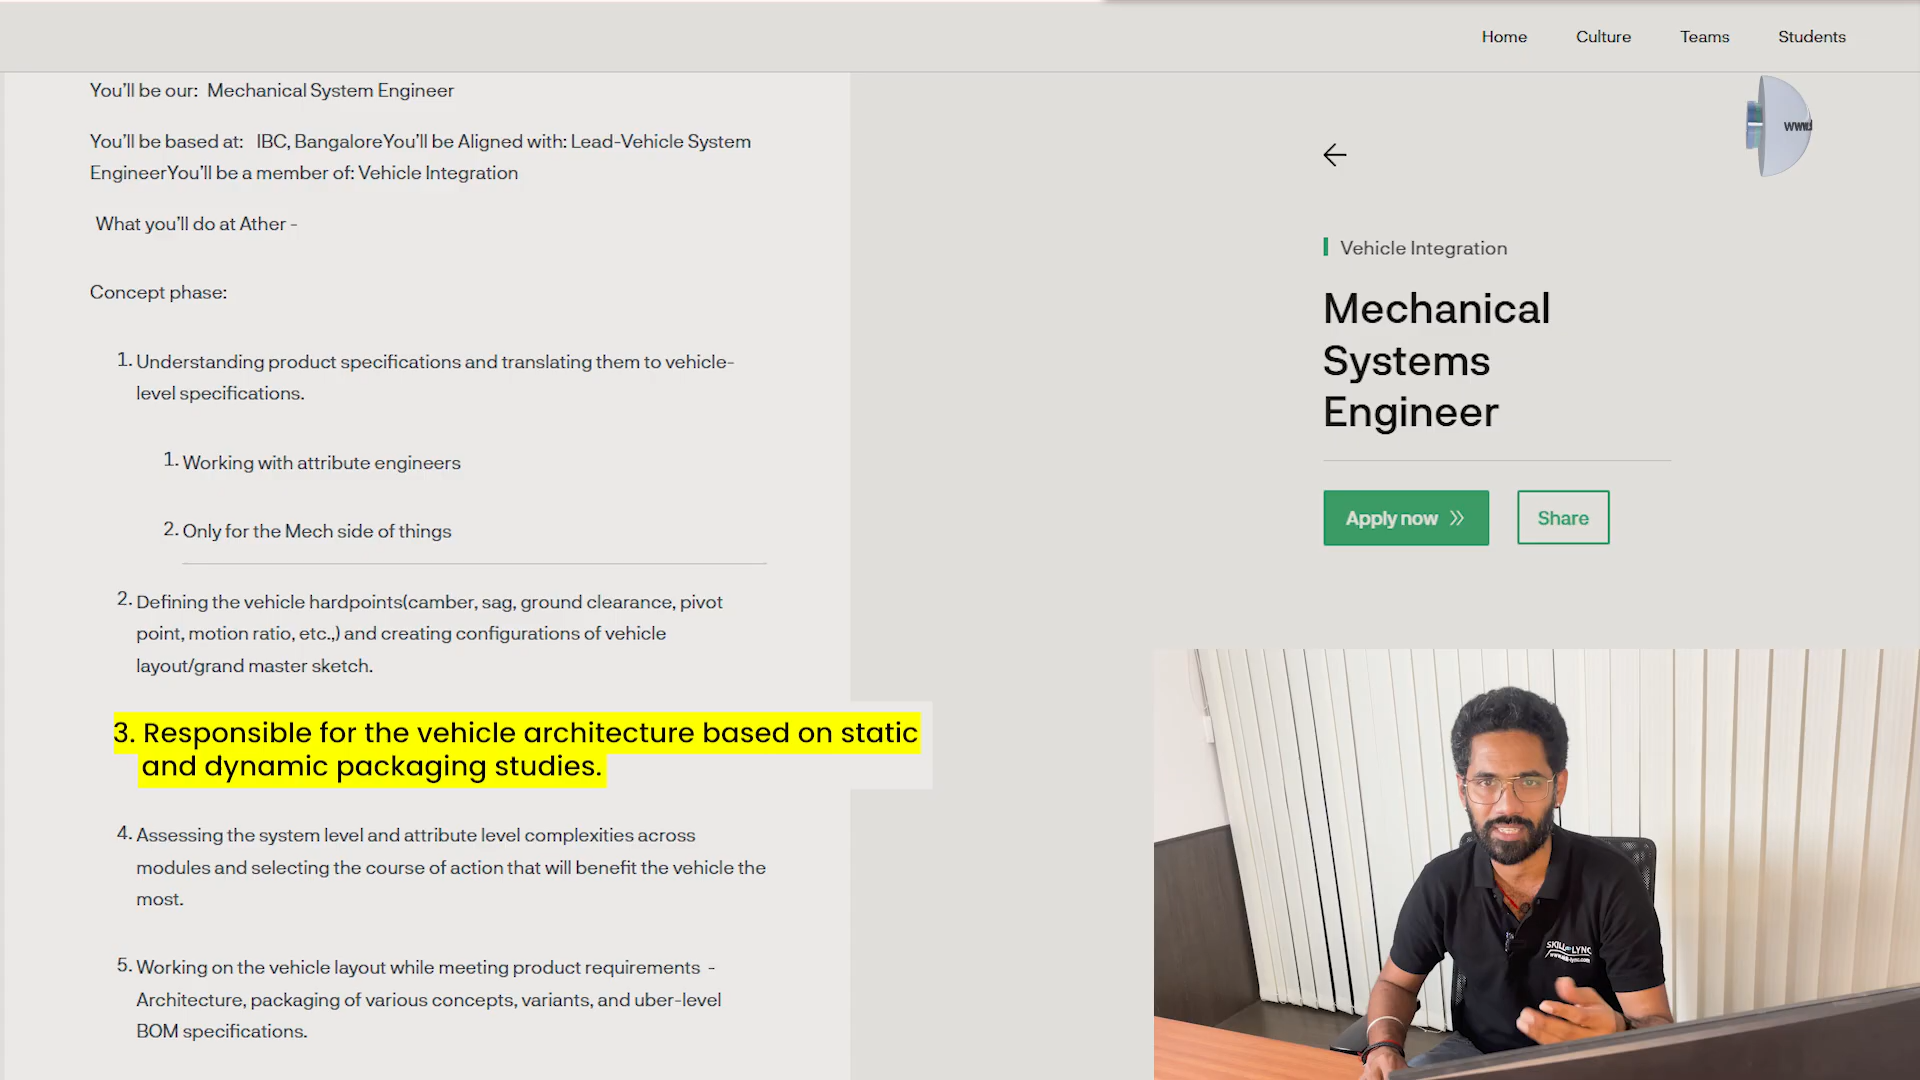 Home Culture Teams Students
You'll be our: Mechanical System Engineer
You'll be based at: IBC, BangaloreYou'll be Aligned with: Lead-Vehicle System
EngineerYou'll be a member of: Vehicle Integration
What you'll do at Ather -
Concept phase:
1. Understanding product specifications and translating them to vehicle-
level specifications.
1. Working with attribute engineers
2. Only for the Mech side of things
2. Defining the vehicle hardpoints(camber, sag, ground clearance, pivot
point, motion ratio, etc.,) and creating configurations of vehicle
layout/grand master sketch.
3. Responsible for the vehicle architecture based on static
and dynamic packaging studies.
4. Assessing the system level and attribute level complexities across
modules and selecting the course of action that will benefit the vehicle the
most.
5. Working on the vehicle layout while meeting product requirements -
Architecture, packaging of various concepts, variants, and uber-level
BOM specifications.
Vehicle Integration
Mechanical
Systems
Engineer
Apply now
Share
SKILL LYNC